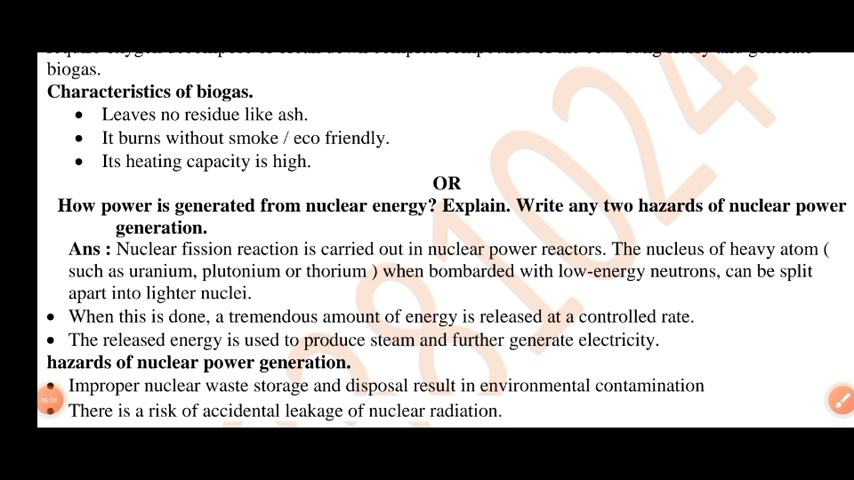 biogas.
Characteristics of biogas.
• Leaves no residue like ash.
• It burns without smoke / eco friendly.
• Its heating capacity is high.
OR
How power is generated from nuclear energy? Explain. Write any two hazards of nuclear power
generation.
Ans : Nuclear fission reaction is carried out in nuclear power reactors. The nucleus of heavy atom (
such as uranium, plutonium or thorium ) when bombarded with low-energy neutrons, can be split
apart into lighter nuclei.
• When this is done, a tremendous amount of energy is released at a controlled rate.
• The released energy is used to produce steam and further generate electricity.
hazards of nuclear power generation.
• Improper nuclear waste storage and disposal result in environmental contamination
• There is a risk of accidental leakage of nuclear radiation.